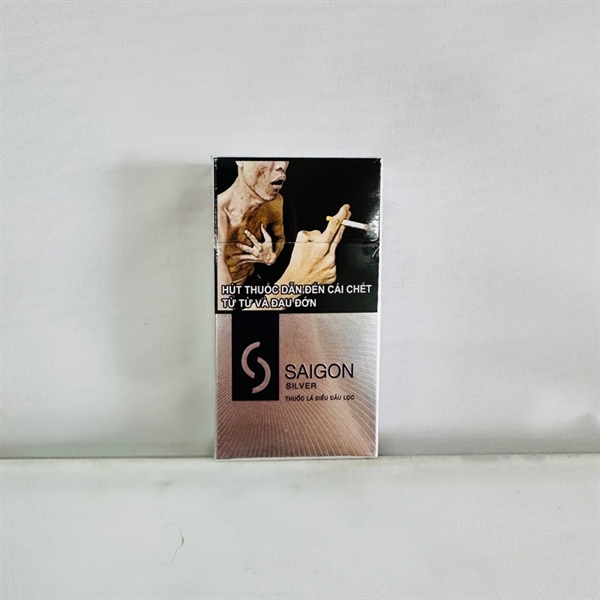 HÚT THUỐC DẪN ĐẾN CÁI CHẾT
TỪ TỪ VÀ ĐAU ĐỚN
SAIGON
SILVER
THUỐC LÁ ĐIẾU ĐẦU LỌC